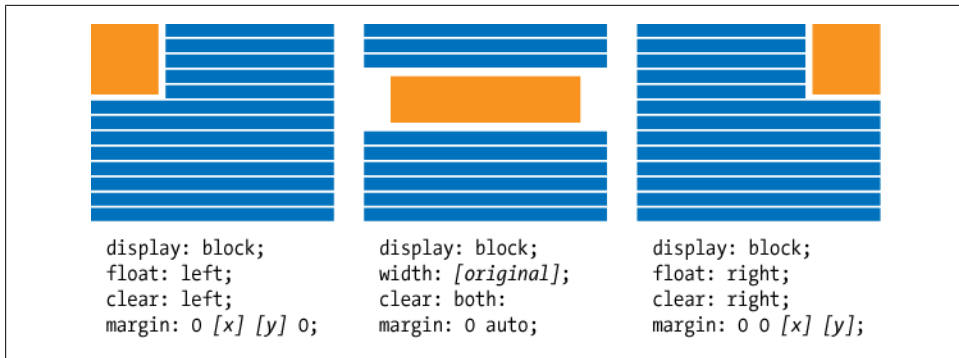 display: block;
float: left;
clear: left;
margin: 0 [x] [y] 0;
display: block;
width: [original];
clear: both:
margin: 0 auto;
display: block;
float: right;
clear: right;
margin: 0 0 [x] [y];